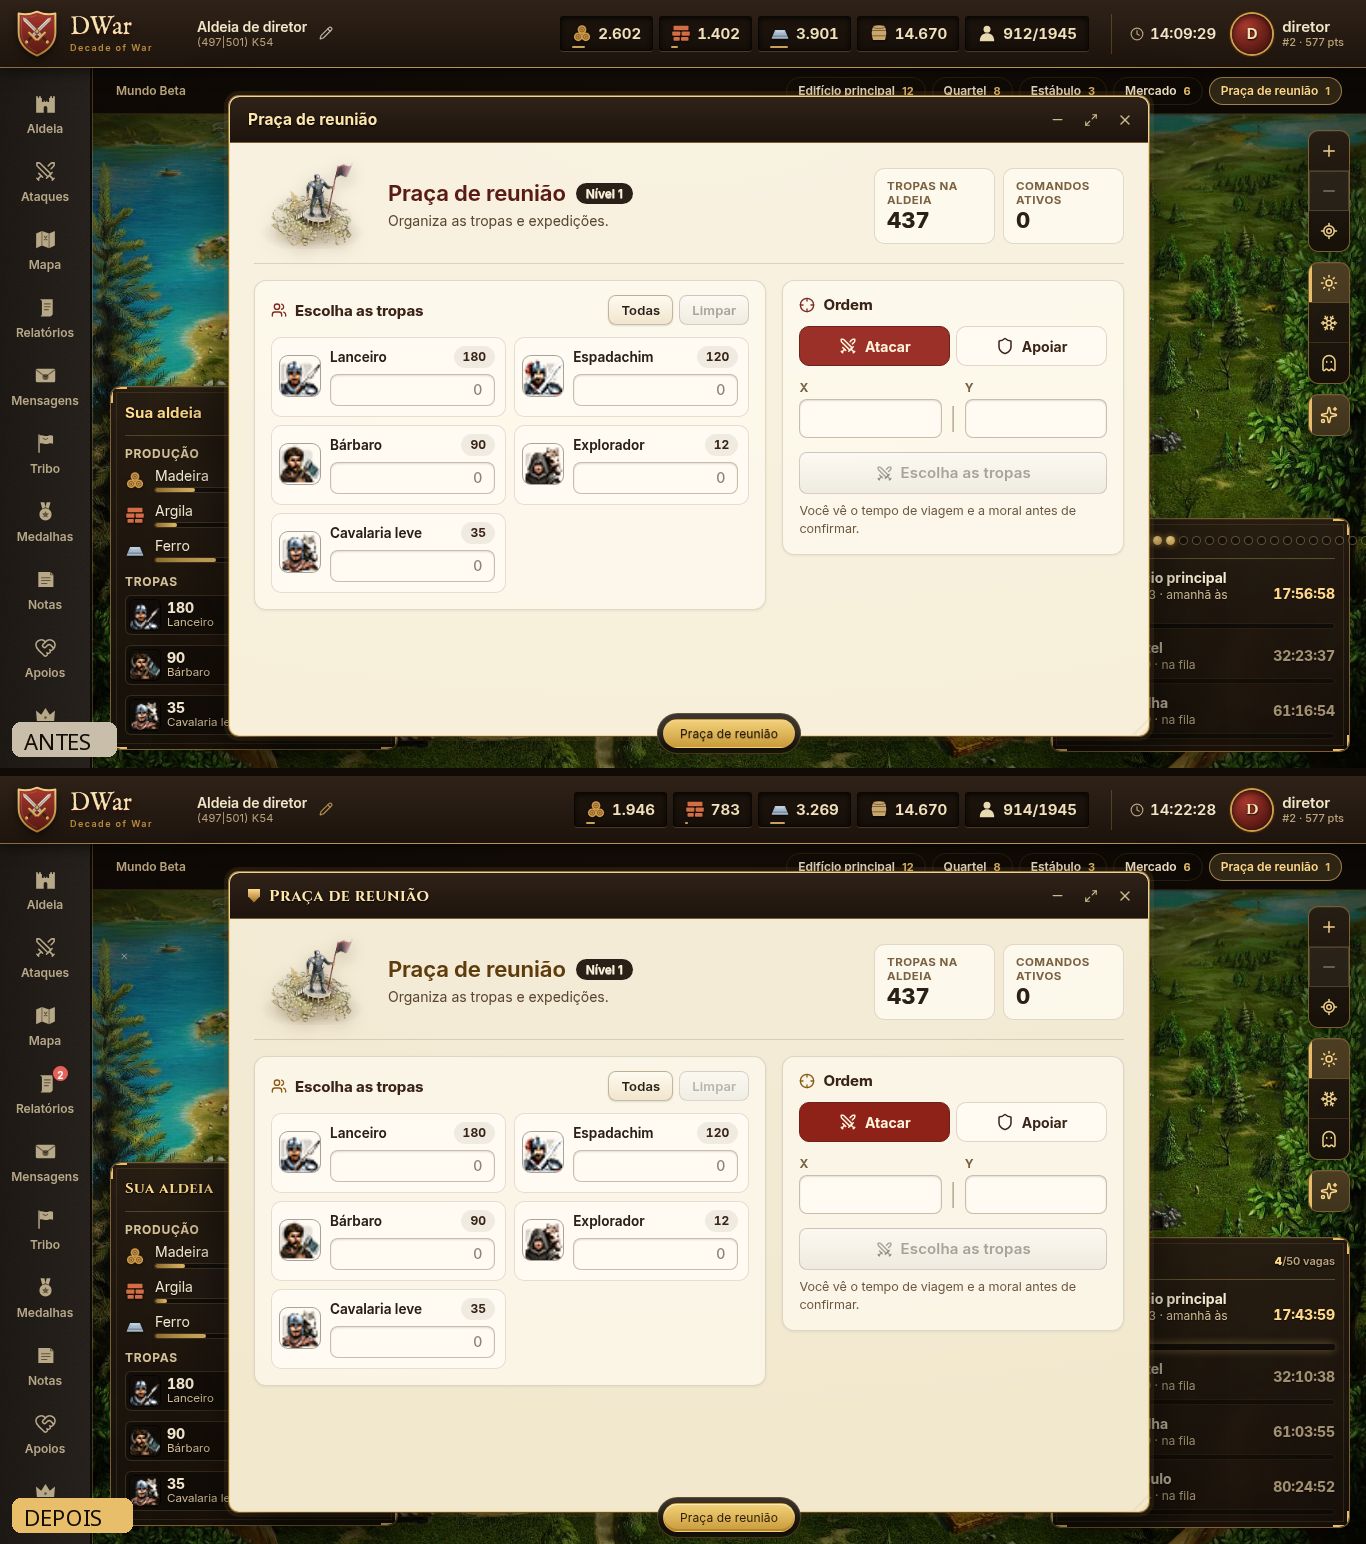 DWar
Decade of War
Aldeia de diretor
(497|501) K54
2.602
1.402
3.901
14.670
912/1945
14:09:29
D
diretor
#2 · 577 pts
Mundo Beta
Edifício principal 12
Quartel 8
Estábulo 3
Mercado 6
Praça de reunião 1
Aldeia
Ataques
Mapa
Relatórios
Mensagens
Tribo
Medalhas
Notas
Apoios
Sua aldeia
PRODUÇÃO
Madeira
Argila
Ferro
TROPAS
180
Lanceiro
90
Bárbaro
35
Cavalaria le
Praça de reunião
Praça de reunião Nível 1
Organiza as tropas e expedições.
TROPAS NA
ALDEIA
437
COMANDOS
ATIVOS
0
Escolha as tropas
Todas
Limpar
Lanceiro 180
0
Espadachim 120
0
Bárbaro 90
0
Explorador 12
0
Cavalaria leve 35
0
Ordem
Atacar
Apoiar
X
Y
Escolha as tropas
Você vê o tempo de viagem e a moral antes de
confirmar.
io principal
3 · amanhã às
17:56:58
tel
· na fila
32:23:37
lha
· na fila
61:16:54
Praça de reunião
ANTES
DWar
Decade of War
Aldeia de diretor
(497|501) K54
1.946
783
3.269
14.670
914/1945
14:22:28
D
diretor
#2 · 577 pts
Mundo Beta
Edifício principal 12
Quartel 8
Estábulo 3
Mercado 6
Praça de reunião 1
Aldeia
Ataques
Mapa
2
Relatórios
Mensagens
Tribo
Medalhas
Notas
Apoios
Sua aldeia
PRODUÇÃO
Madeira
Argila
Ferro
TROPAS
180
Lanceiro
90
Bárbaro
35
Cavalaria le
Praça de reunião
Praça de reunião Nível 1
Organiza as tropas e expedições.
TROPAS NA
ALDEIA
437
COMANDOS
ATIVOS
0
Escolha as tropas
Todas
Limpar
Lanceiro 180
0
Espadachim 120
0
Bárbaro 90
0
Explorador 12
0
Cavalaria leve 35
0
Ordem
Atacar
Apoiar
X
Y
Escolha as tropas
Você vê o tempo de viagem e a moral antes de
confirmar.
4/50 vagas
io principal
3 · amanhã às
17:43:59
tel
· na fila
32:10:38
lha
· na fila
61:03:55
ulo
· na fila
80:24:52
Praça de reunião
DEPOIS